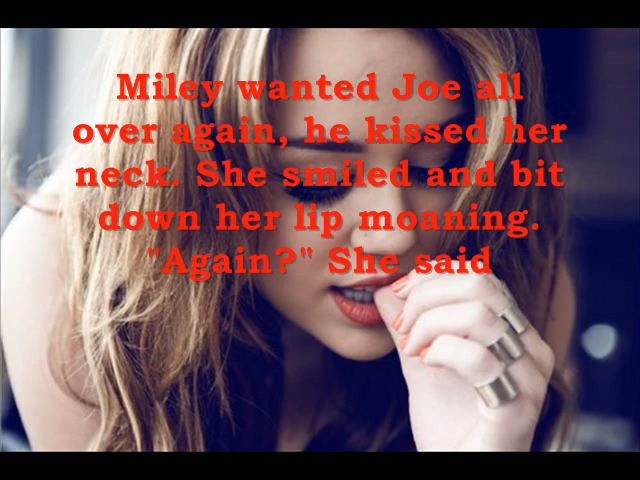 Miley wanted Joe all
over again, he kissed her
neck. She smiled and bit
down her lip moaning.
"Again?" She said